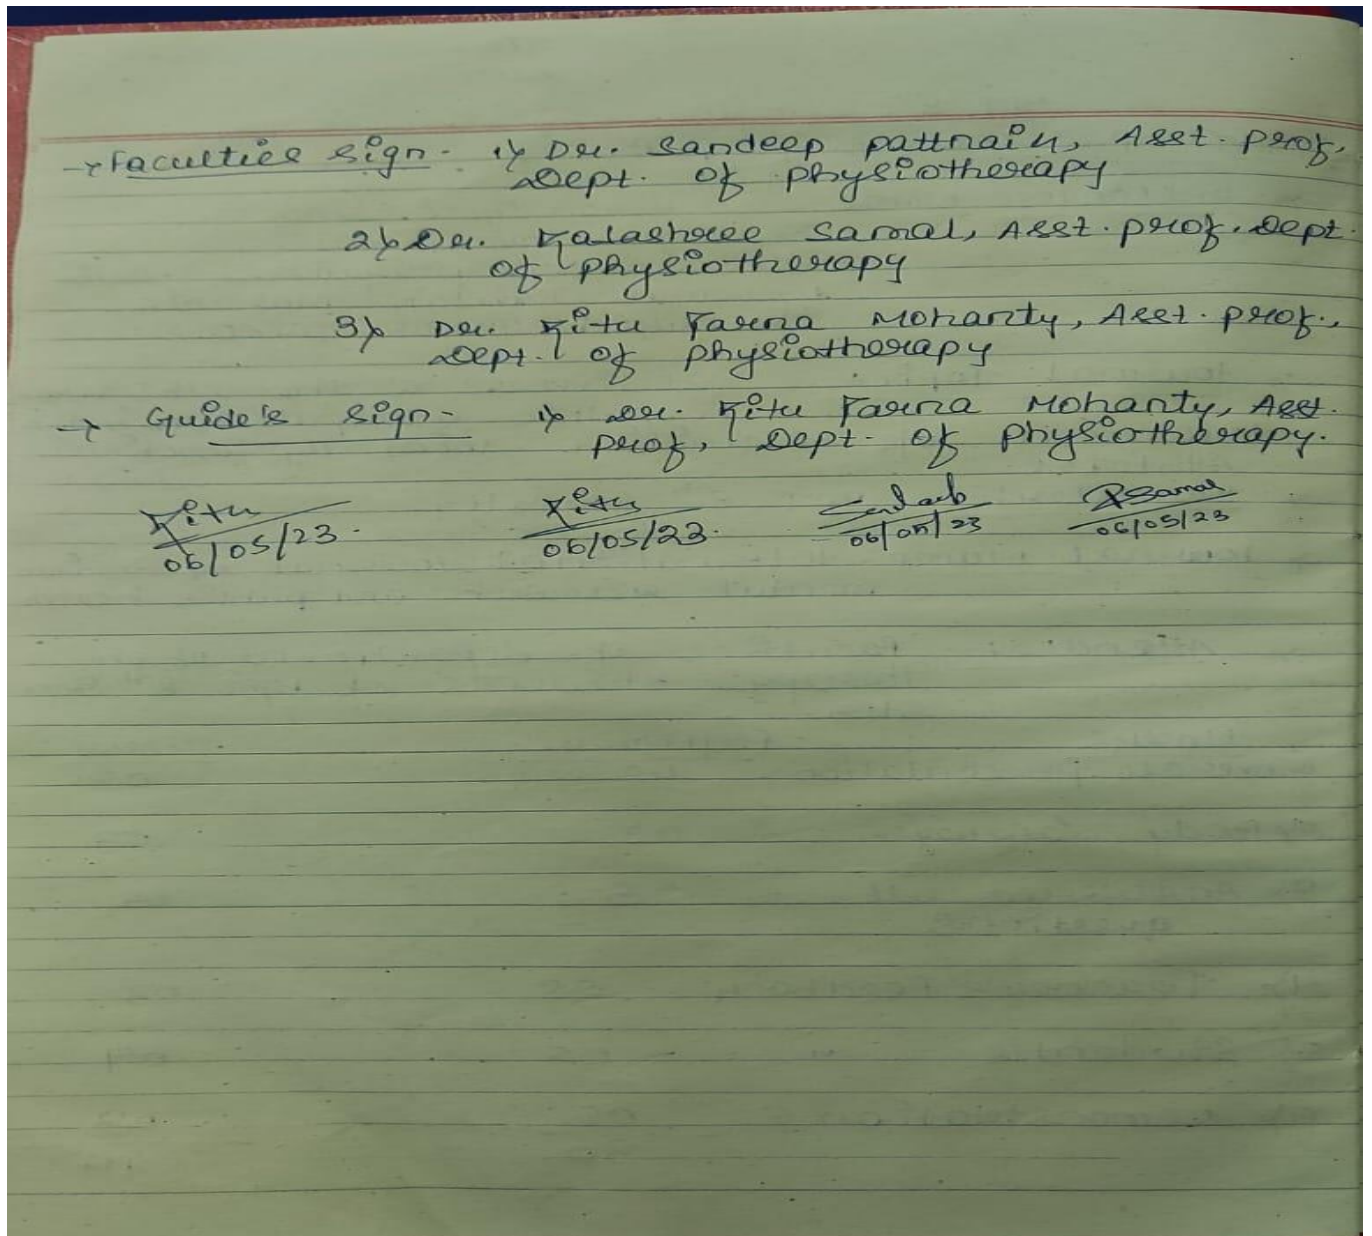 → Faculties sign - 1) Dr. Sandeep Pattnaik, Asst. prof,
Dept. of physiotherapy
2) Dr. Rajashree Samal, Asst. prof. Dept.
of physiotherapy
3) Dr. Ritu Parna Mohanty, Asst. prof.,
Dept. of physiotherapy
→ Guide's sign - 1) Dr. Ritu Parna Mohanty, Asst.
prof, Dept. of physiotherapy.
Ritu Ritu RSamal
06/05/23. 06/05/23. 06/05/23 06/05/23